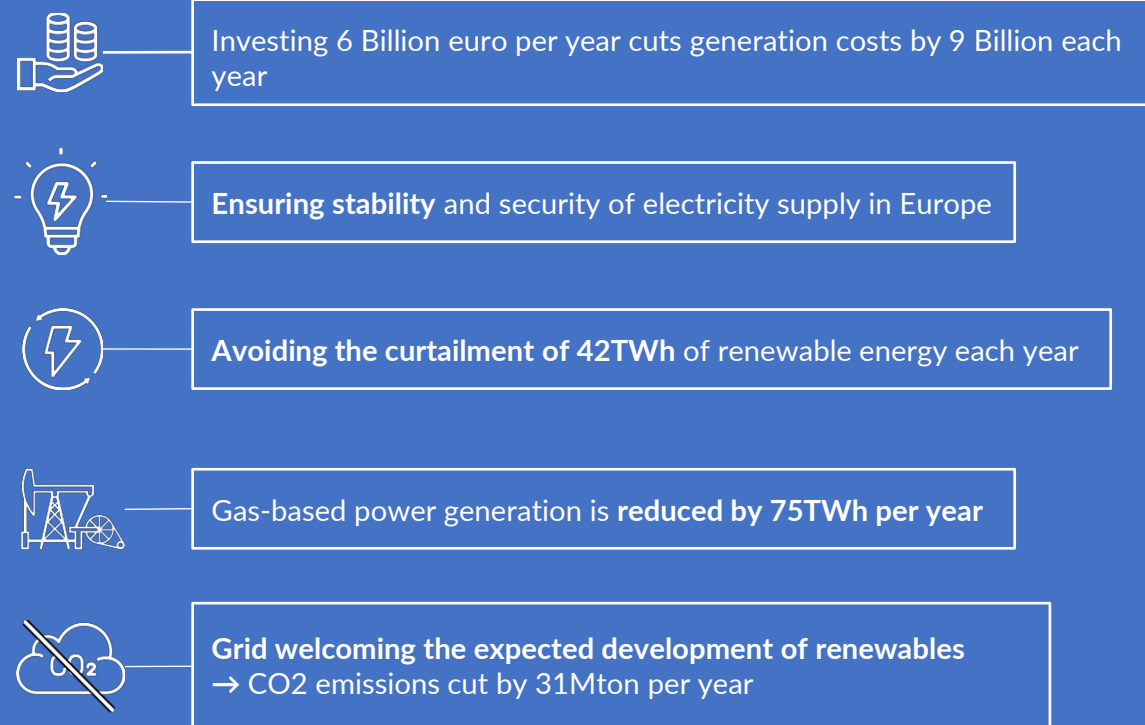 Investing 6 Billion euro per year cuts generation costs by 9 Billion each
year
Ensuring stability and security of electricity supply in Europe
Avoiding the curtailment of 42TWh of renewable energy each year
Gas-based power generation is reduced by 75TWh per year
CO2
Grid welcoming the expected development of renewables
→ CO2 emissions cut by 31Mton per year